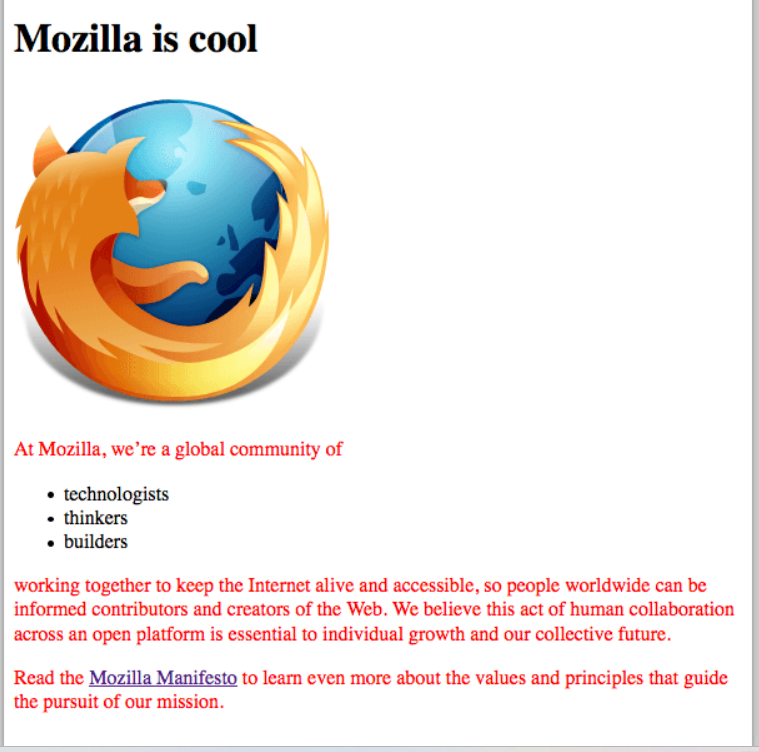 Mozilla is cool
At Mozilla, we’re a global community of
• technologists
• thinkers
• builders
working together to keep the Internet alive and accessible, so people worldwide can be
informed contributors and creators of the Web. We believe this act of human collaboration
across an open platform is essential to individual growth and our collective future.
Read the Mozilla Manifesto to learn even more about the values and principles that guide
the pursuit of our mission.